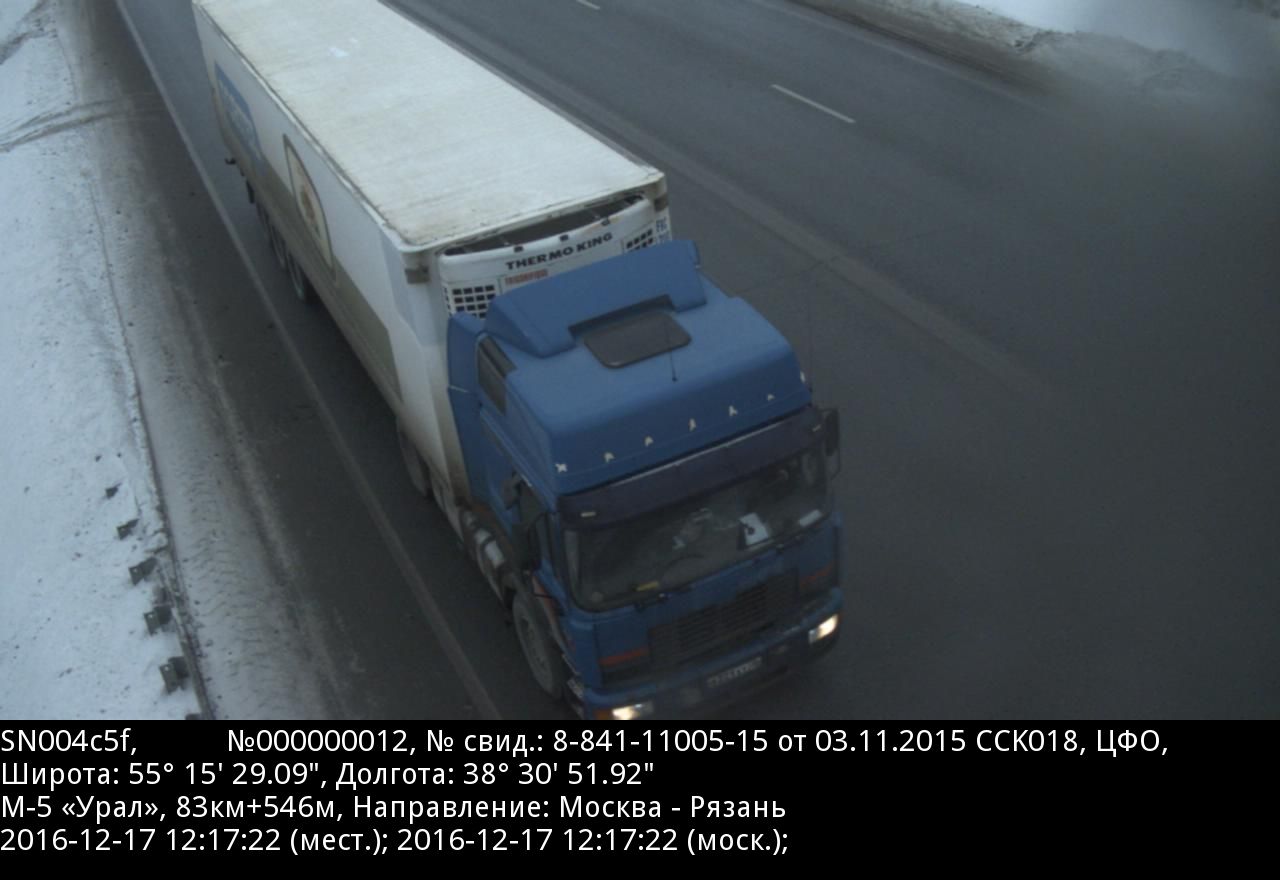 THERMO KING
SN004c5f, №000000012, № свид.: 8-841-11005-15 от 03.11.2015 ССК018, ЦФО,
Широта: 55° 15' 29.09", Долгота: 38° 30' 51.92"
М-5 «Урал», 83км+546м, Направление: Москва - Рязань
2016-12-17 12:17:22 (мест.); 2016-12-17 12:17:22 (моск.);